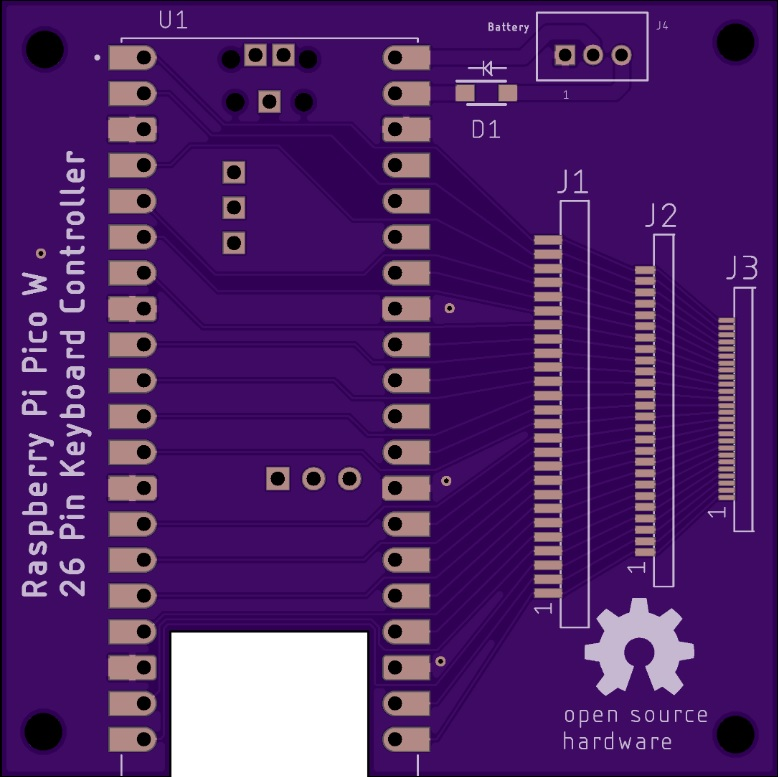 U1
Battery
J4
1
D1
J1
J2
J3
Raspberry Pi Pico W
26 Pin Keyboard Controller
1
1
1
open source
hardware